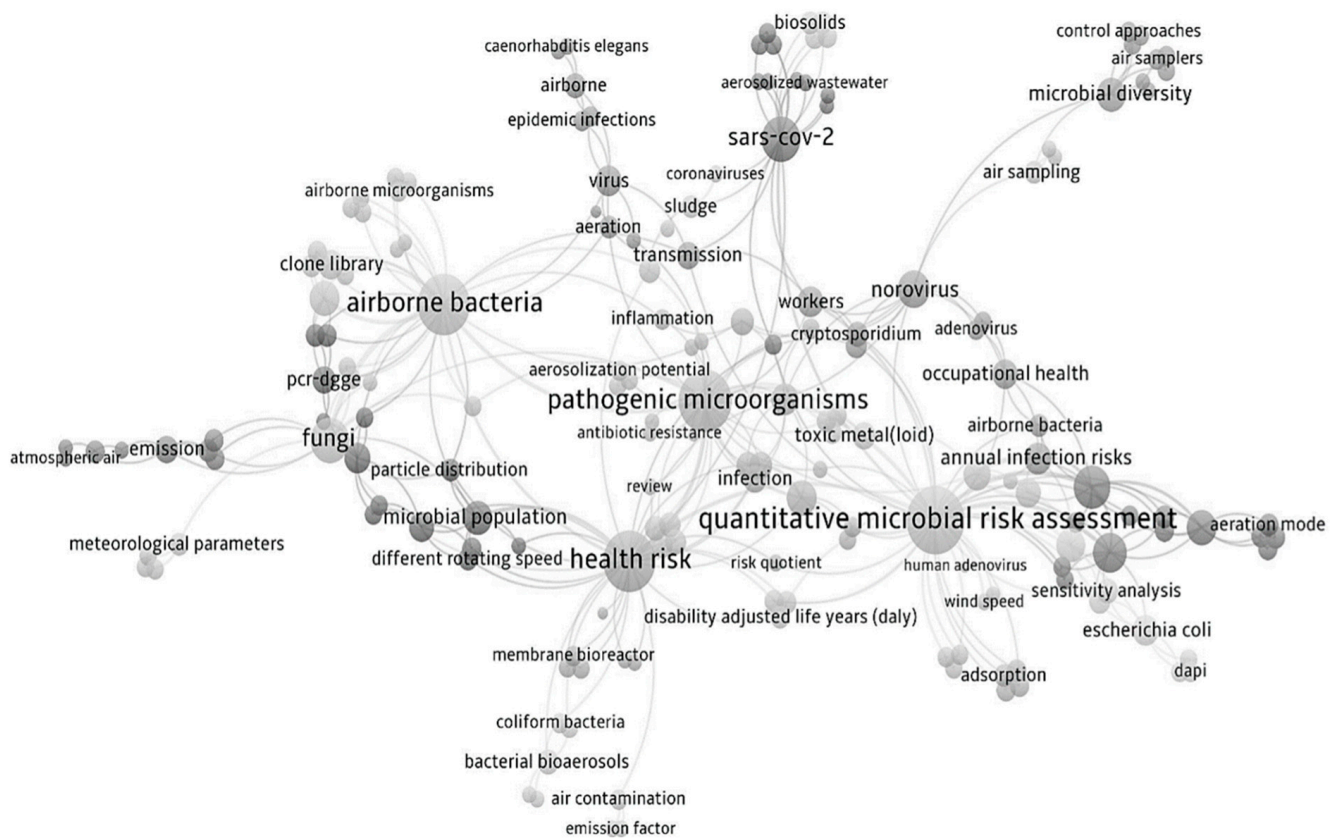 biosolids
control approaches
caenorhabditis elegans
air samplers
airborne
aerosolized wastewater
microbial diversity
epidemic infections
sars-cov-2
air sampling
coronaviruses
virus
airborne microorganisms
sludge
aeration
transmission
clone library
norovirus
airborne bacteria
workers
inflammation
adenovirus
cryptosporidium
aerosolization potential
occupational health
pcr-dgge
pathogenic microorganisms
airborne bacteria
antibiotic resistance
toxic metal(loid)
fungi
emission
atmospheric air
annual infection risks
particle distribution
infection
review
microbial population
quantitative microbial risk assessment
aeration mode
meteorological parameters
different rotating speed
health risk
risk quotient
human adenovirus
sensitivity analysis
wind speed
disability adjusted life years (daly)
escherichia coli
membrane bioreactor
dapi
adsorption
coliform bacteria
bacterial bioaerosols
air contamination
emission factor